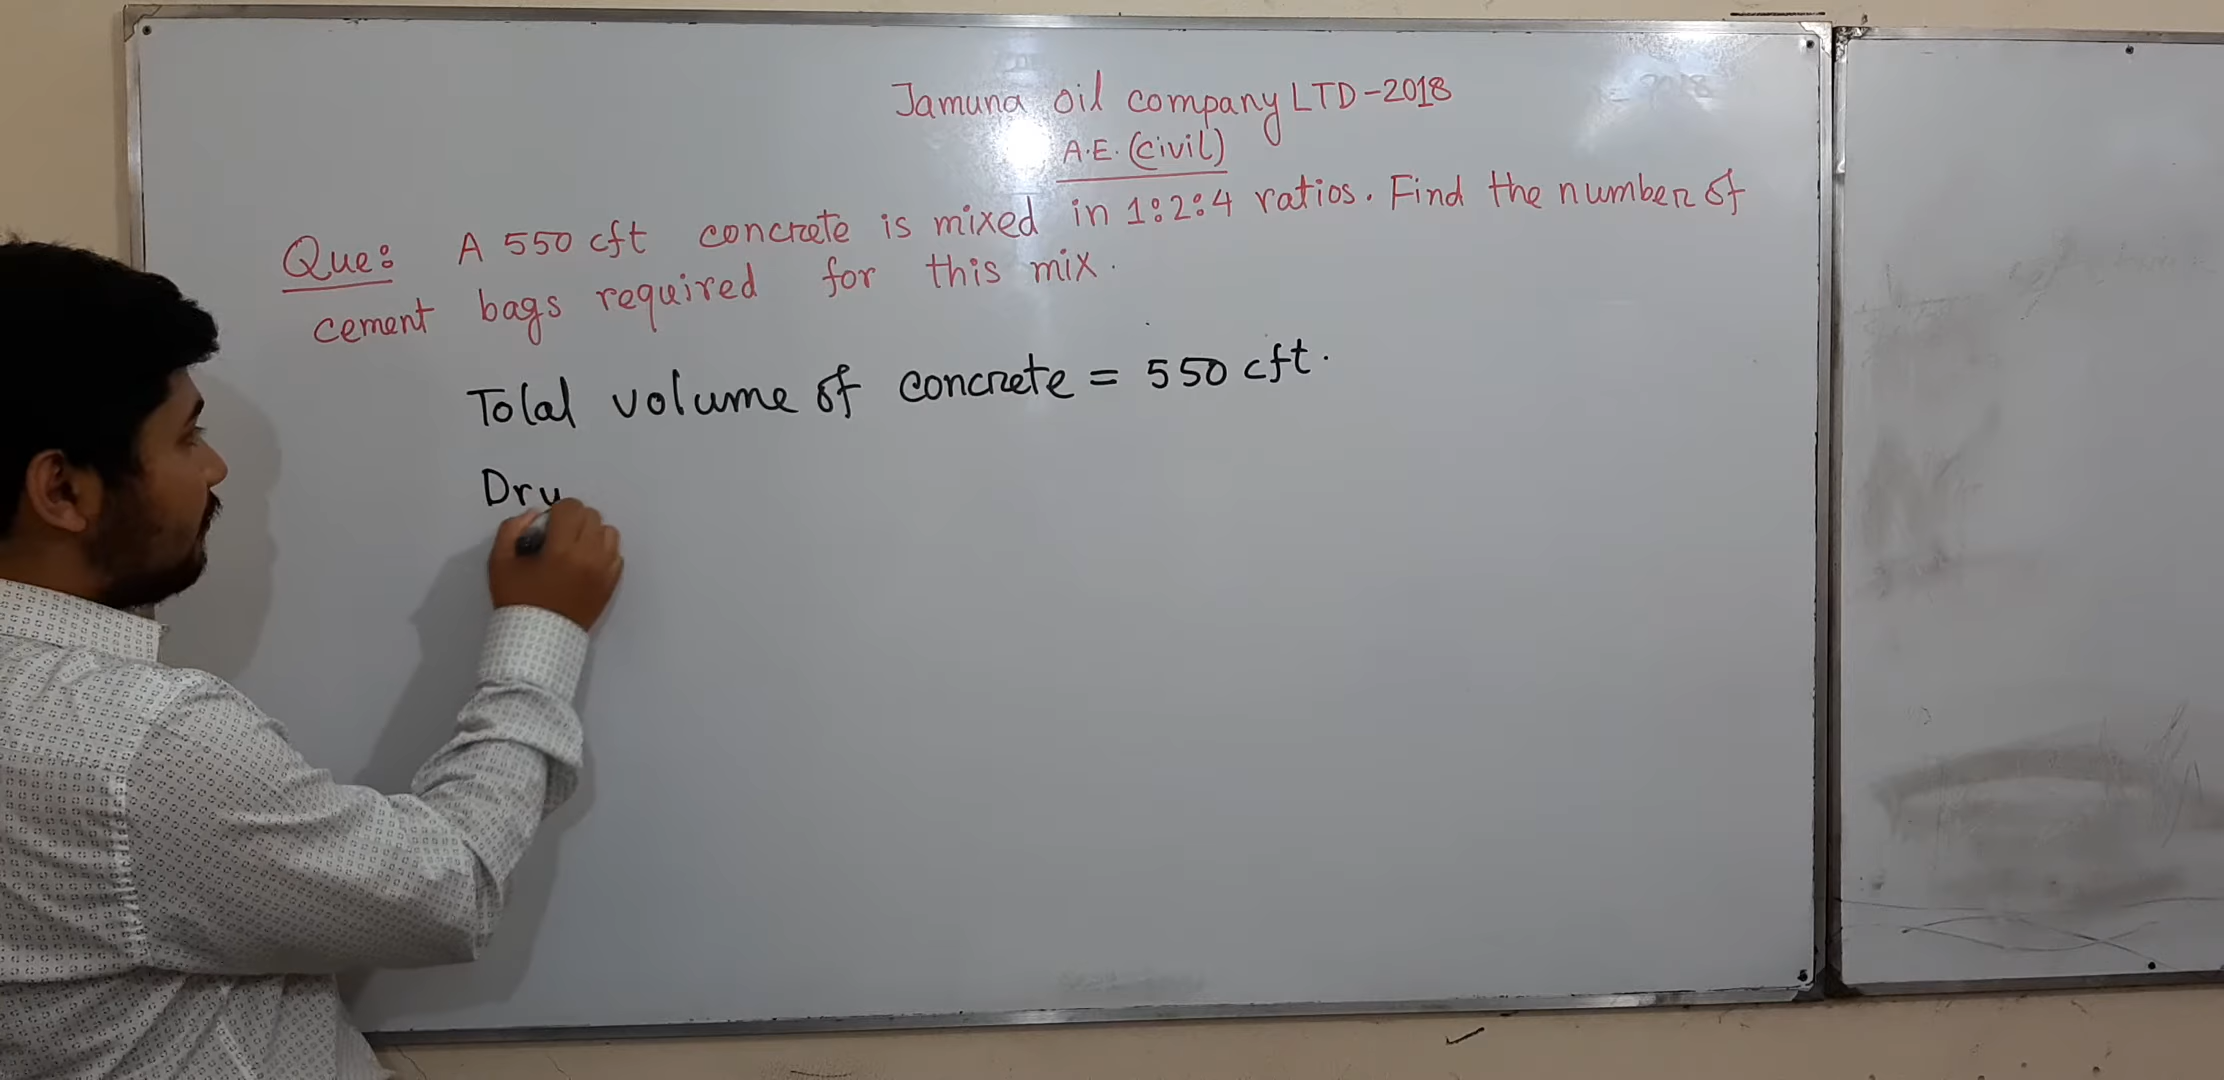 Jamuna oil company LTD-2018
A.E. (Civil)
Que: A 550 cft concrete is mixed in 1:2:4 ratios. Find the number of
cement bags required for this mix.
Total volume of concrete = 550 cft.
Dry